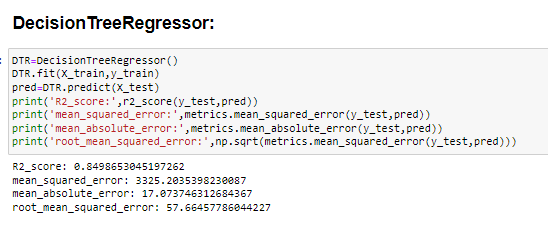 DecisionTreeRegressor:
DTR=DecisionTreeRegressor()
DTR.fit(X_train,y_train)
pred=DTR.predict(X_test)
print('R2_score:',r2_score(y_test,pred))
print('mean_squared_error:',metrics.mean_squared_error(y_test,pred))
print('mean_absolute_error:',metrics.mean_absolute_error(y_test,pred))
print('root_mean_squared_error:',np.sqrt(metrics.mean_squared_error(y_test,pred)))
R2_score: 0.8498653045197262
mean_squared_error: 3325.2035398230087
mean_absolute_error: 17.073746312684367
root_mean_squared_error: 57.66457786044227